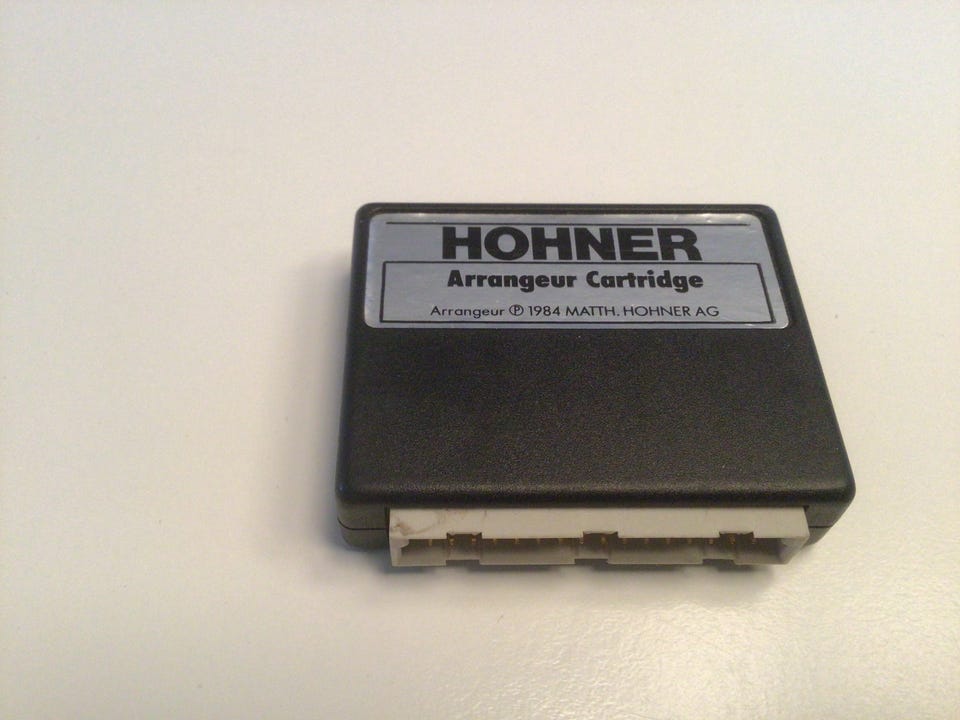 HOHNER
Arrangeur Cartridge
Arrangeur ℗ 1984 MATTH. HOHNER AG